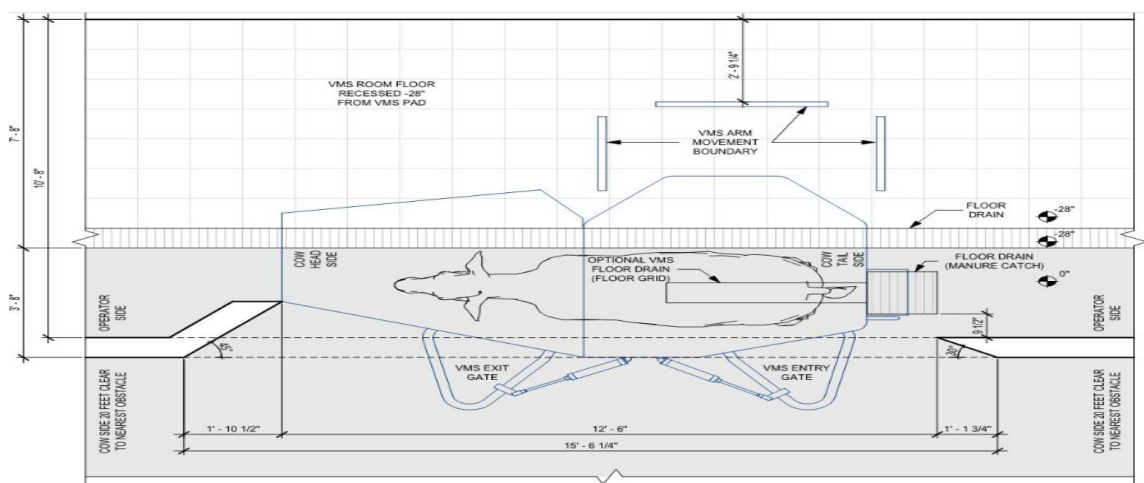 2' - 9 1/4"
VMS ROOM FLOOR
RECESSED -28"
FROM VMS PAD
7' - 8"
10' - 8"
VMS ARM
MOVEMENT
BOUNDARY
FLOOR
DRAIN
-28"
-28"
COW
HEAD
SIDE
OPTIONAL VMS
FLOOR DRAIN
(FLOOR GRID)
COW
TAIL
SIDE
FLOOR DRAIN
(MANURE CATCH)
0"
3' - 8"
OPERATOR
SIDE
9 1/2"
OPERATOR
SIDE
30°
VMS EXIT
GATE
VMS ENTRY
GATE
COW SIDE 20 FEET CLEAR
TO NEAREST OBSTACLE
COW SIDE 20 FEET CLEAR
TO NEAREST OBSTACLE
1' - 10 1/2"
12' - 6"
1' - 1 3/4"
15' - 6 1/4"